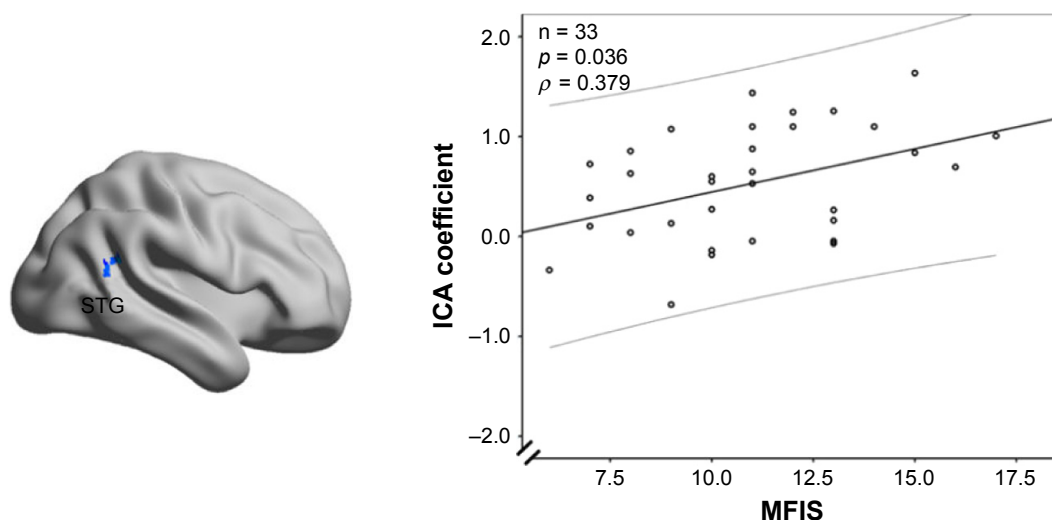 STG
n = 33
p = 0.036
ρ = 0.379
2.0
1.0
0.0
–1.0
–2.0
ICA coefficient
7.5
10.0
12.5
15.0
17.5
MFIS